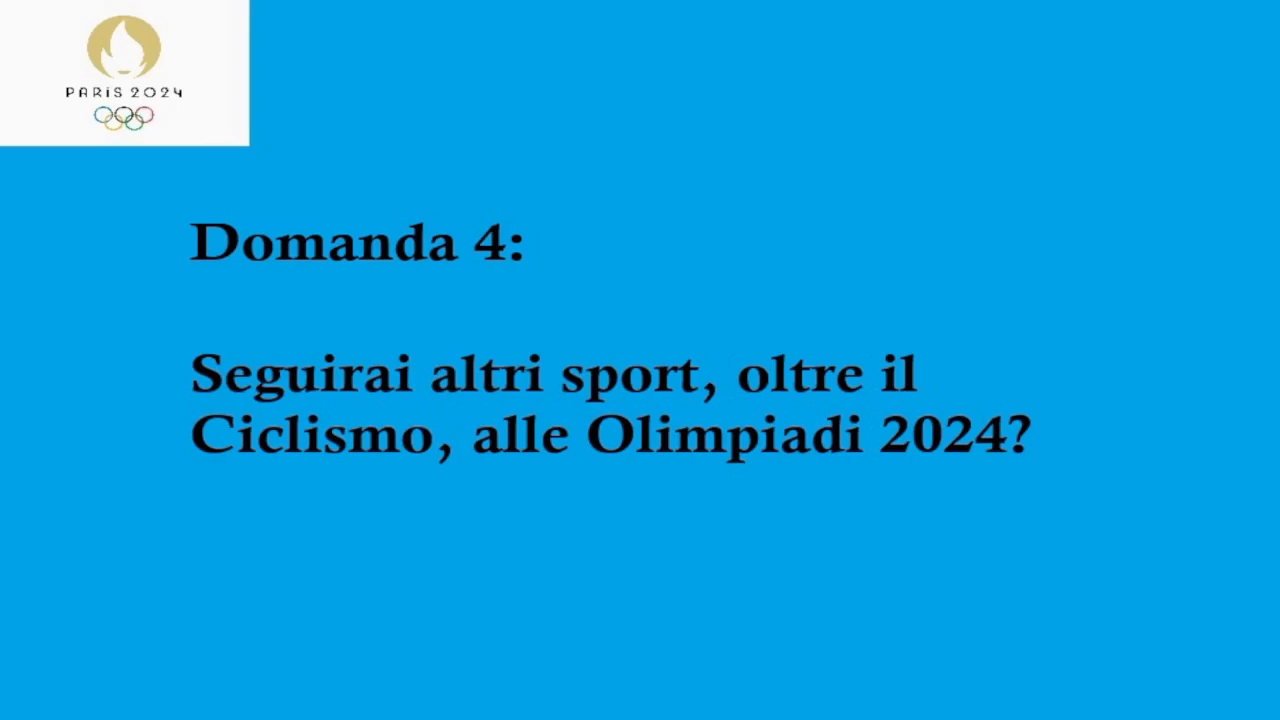 PARIS 2024
Domanda 4:
Seguirai altri sport, oltre il
Ciclismo, alle Olimpiadi 2024?